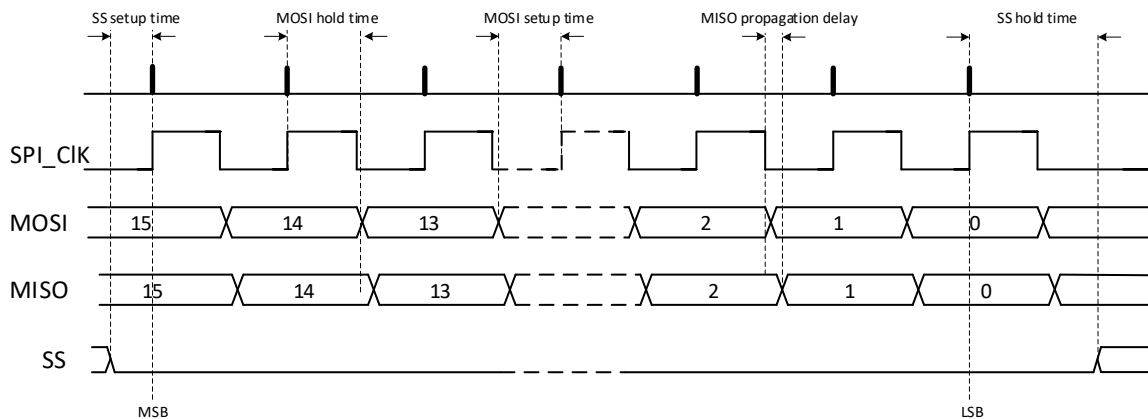 SS setup time MOSI hold time MOSI setup time MISO propagation delay SS hold time
SPI_ClK
MOSI 15 14 13 2 1 0
MISO 15 14 13 2 1 0
SS
MSB LSB